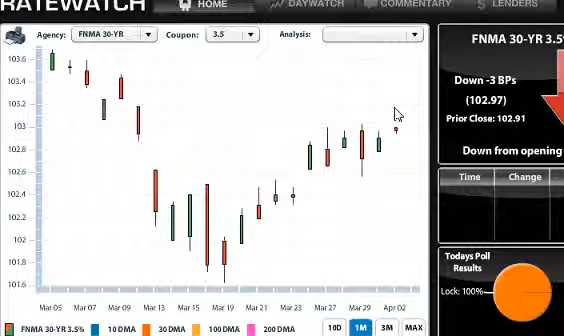 RATEWATCH HOME DAYWATCH COMMENTARY $ LENDERS
Agency: FNMA 30-YR Coupon: 3.5 Analysis:
FNMA 30-YR 3.5%
Down -3 BPs
(102.97)
Prior Close: 102.91
Down from opening
103.6
103.4
103.2
103
102.8
102.6
102.4
102.2
102
101.8
101.6
Mar 05 Mar 07 Mar 09 Mar 13 Mar 15 Mar 19 Mar 21 Mar 23 Mar 27 Mar 29 Apr 02
Time Change
Todays Poll
Results
Lock: 100%
FNMA 30-YR 3.5% 10 DMA 30 DMA 100 DMA 200 DMA 10D 1M 3M MAX